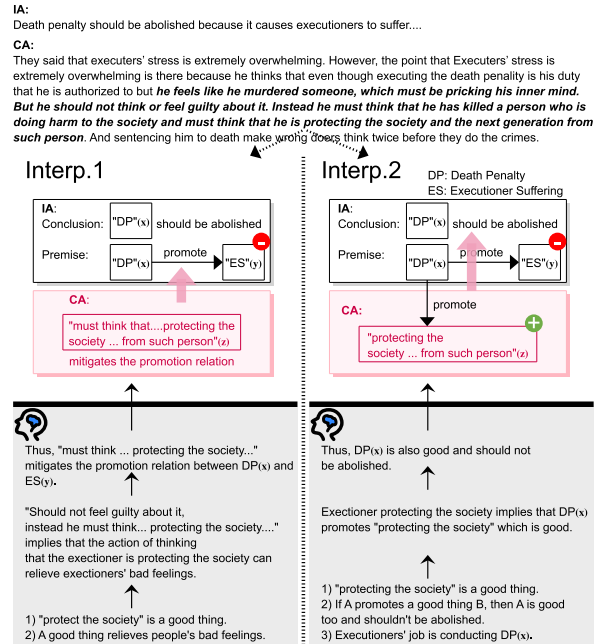 IA:
Death penalty should be abolished because it causes executioners to suffer....
CA:
They said that executers' stress is extremely overwhelming. However, the point that Executers' stress is
extremely overwhelming is there because he thinks that even though executing the death penalty is his duty
that he is authorized to but he feels like he murdered someone, which must be pricking his inner mind.
But he should not think or feel guilty about it. Instead he must think that he has killed a person who is
doing harm to the society and must think that he is protecting the society and the next generation from
such person. And sentencing him to death make wrong doers think twice before they do the crimes.
Interp.1
IA:
Conclusion: "DP"(x) should be abolished
Premise: "DP"(x) promote "ES"(y)
CA:
"must think that....protecting the
society ... from such person"(z)
mitigates the promotion relation
Thus, "must think ... protecting the society..."
mitigates the promotion relation between DP(x) and
ES(y).
"Should not feel guilty about it,
instead he must think... protecting the society...."
implies that the action of thinking
that the exectioner is protecting the society can
relieve exectioners' bad feelings.
1) "protect the society" is a good thing.
2) A good thing relieves people's bad feelings.
Interp.2
DP: Death Penalty
ES: Executioner Suffering
IA:
Conclusion: "DP"(x) should be abolished
Premise: "DP"(x) promote "ES"(y)
promote
CA:
"protecting the
society ... from such person"(z)
Thus, DP(x) is also good and should not
be abolished.
Exectioner protecting the society implies that DP(x)
promotes "protecting the society" which is good.
1) "protecting the society" is a good thing.
2) If A promotes a good thing B, then A is good
too and shouldn't be abolished.
3) Executioners' job is conducting DP(x).